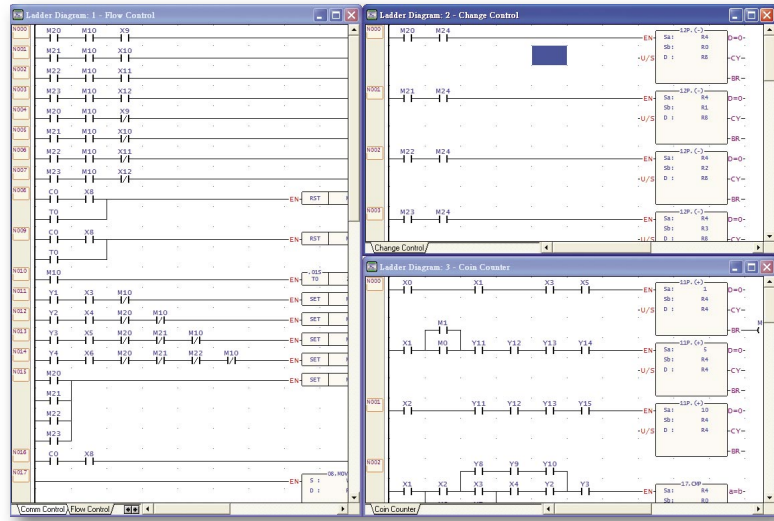 Ladder Diagram: 1 - Flow Control
N000 M20 M10 X9
N001 M21 M10 X10
N002 M22 M10 X11
N003 M23 M10 X12
N004 M20 M10 X9
N005 M21 M10 X10
N006 M22 M10 X11
N007 M23 M10 X12
N008 C0 X8
EN RST
T0
N009 C0 X8
EN RST
T0
N010 M10 .01S
EN T0
N011 Y1 X3 M10
EN SET
N012 Y2 X4 M20 M10
EN SET
N013 Y3 X5 M20 M21 M10
EN SET
N014 Y4 X6 M20 M21 M22 M10
EN SET
N015 M20
EN SET
M21
M22
M23
N016 C0 X8
N017 08.MOV
EN S :
D :
Comm Control Flow Control
Ladder Diagram: 2 - Change Control
N000 M20 M24 12P.(-)
EN Sa: R4 D=0
Sb: R0
U/S D : R8 CY
BR
N001 M21 M24 12P.(-)
EN Sa: R4 D=0
Sb: R1
U/S D : R8 CY
BR
N002 M22 M24 12P.(-)
EN Sa: R4 D=0
Sb: R2
U/S D : R8 CY
BR
N003 M23 M24 12P.(-)
EN Sa: R4 D=0
Sb: R3
U/S D : R8 CY
Change Control
Ladder Diagram: 3 - Coin Counter
N000 X0 X1 X3 X5 11P.(+)
EN Sa: 1 D=0
Sb: R4
U/S D : R4 CY
M1 BR
X1 M0 Y11 Y12 Y13 Y14 11P.(+)
EN Sa: 5 D=0
Sb: R4
U/S D : R4 CY
BR
N001 X2 Y11 Y12 Y13 Y15 11P.(+)
EN Sa: 10 D=0
Sb: R4
U/S D : R4 CY
BR
N002 Y8 Y9 Y10
X1 X2 X3 X4 Y2 Y3 17.CMP
EN Sa: R4 a=b
Sb: R0
Coin Counter